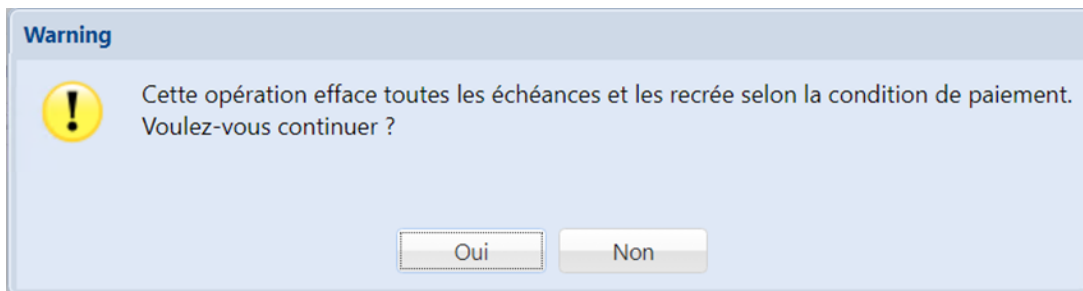 Warning
Cette opération efface toutes les échéances et les recrée selon la condition de paiement.
Voulez-vous continuer ?
Oui
Non